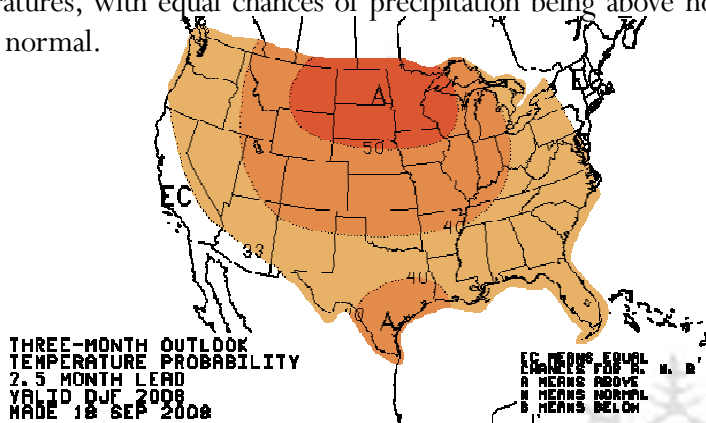 ratures, with equal chances of precipitation being above no
normal.
A
EC
50
EC
40
33
40
A
THREE-MONTH OUTLOOK
TEMPERATURE PROBABILITY
2.5 MONTH LEAD
VALID DJF 2008
MADE 18 SEP 2008
EC MEANS EQUAL
CHANCES FOR A, N, B
A MEANS ABOVE
N MEANS NORMAL
B MEANS BELOW